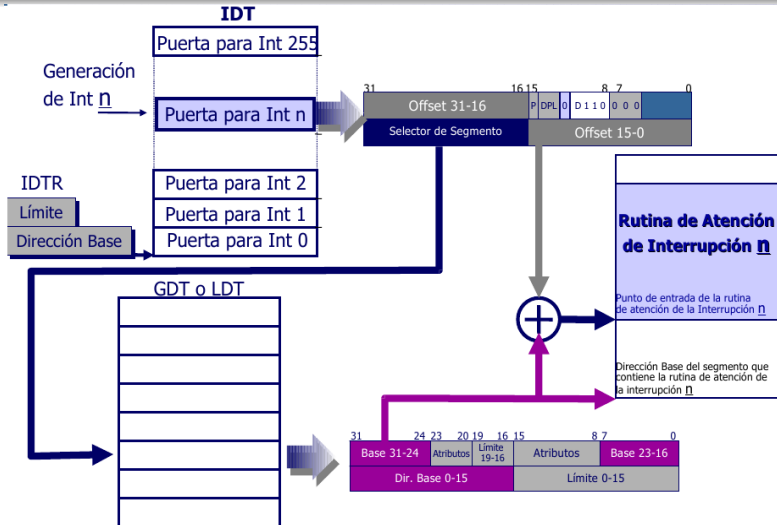 IDT
Puerta para Int 255
Generación
de Int n
Puerta para Int n
31 16 15 8 7 0
Offset 31-16 P DPL 0 D 1 1 0 0 0 0
Selector de Segmento Offset 15-0
IDTR
Límite
Dirección Base
Puerta para Int 2
Puerta para Int 1
Puerta para Int 0
Rutina de Atención
de Interrupción n
Punto de entrada de la rutina
de atención de la Interrupción n
GDT o LDT
Dirección Base del segmento que
contiene la rutina de atención de
la interrupción n
31 24 23 20 19 16 15 8 7 0
Base 31-24 Atributos Límite
19-16 Atributos Base 23-16
Dir. Base 0-15 Límite 0-15